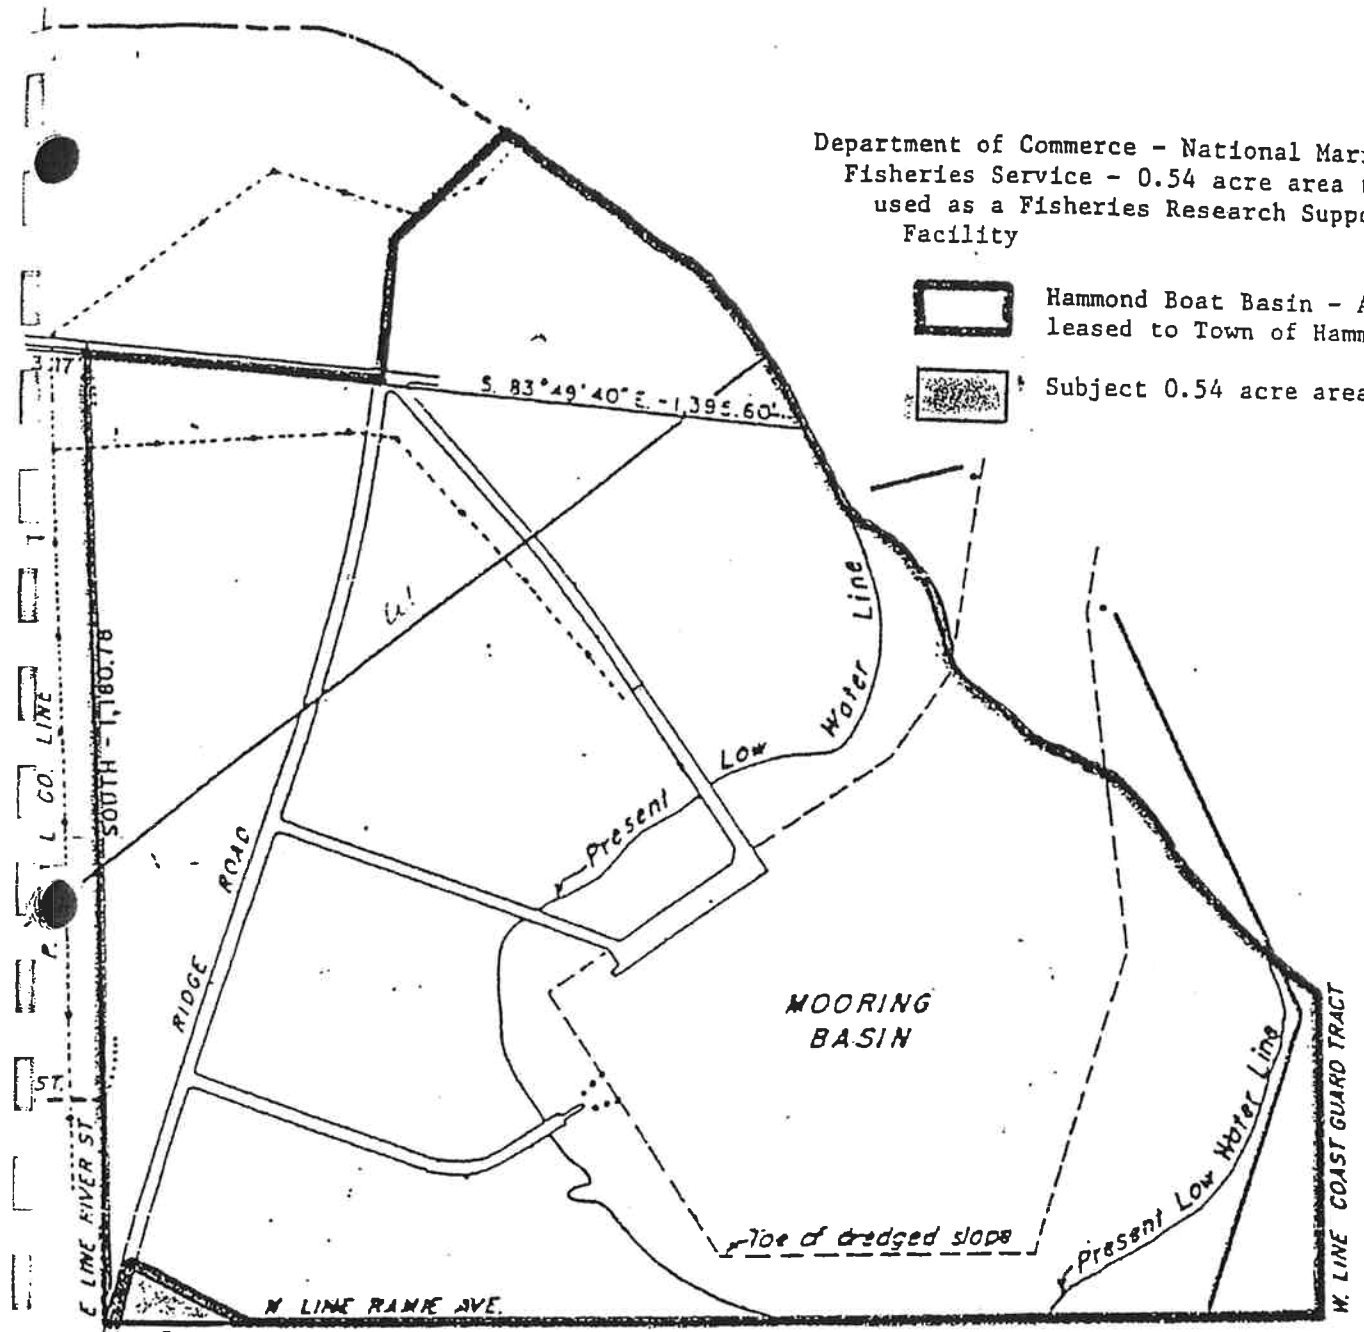 Department of Commerce - National Mar
Fisheries Service - 0.54 acre area
used as a Fisheries Research Supp
Facility
Hammond Boat Basin - A
leased to Town of Hamm
Subject 0.54 acre area
S. 83°49'40" E. - 1,395.60'
SOUTH - 1,180.78
P. L CO. LINE
ST.
E LINE RIVER ST
RIDGE ROAD
Present Low Water Line
MOORING
BASIN
Toe of dredged slope
Present Low Water Line
N LINE RAMIE AVE.
W. LINE COAST GUARD TRACT